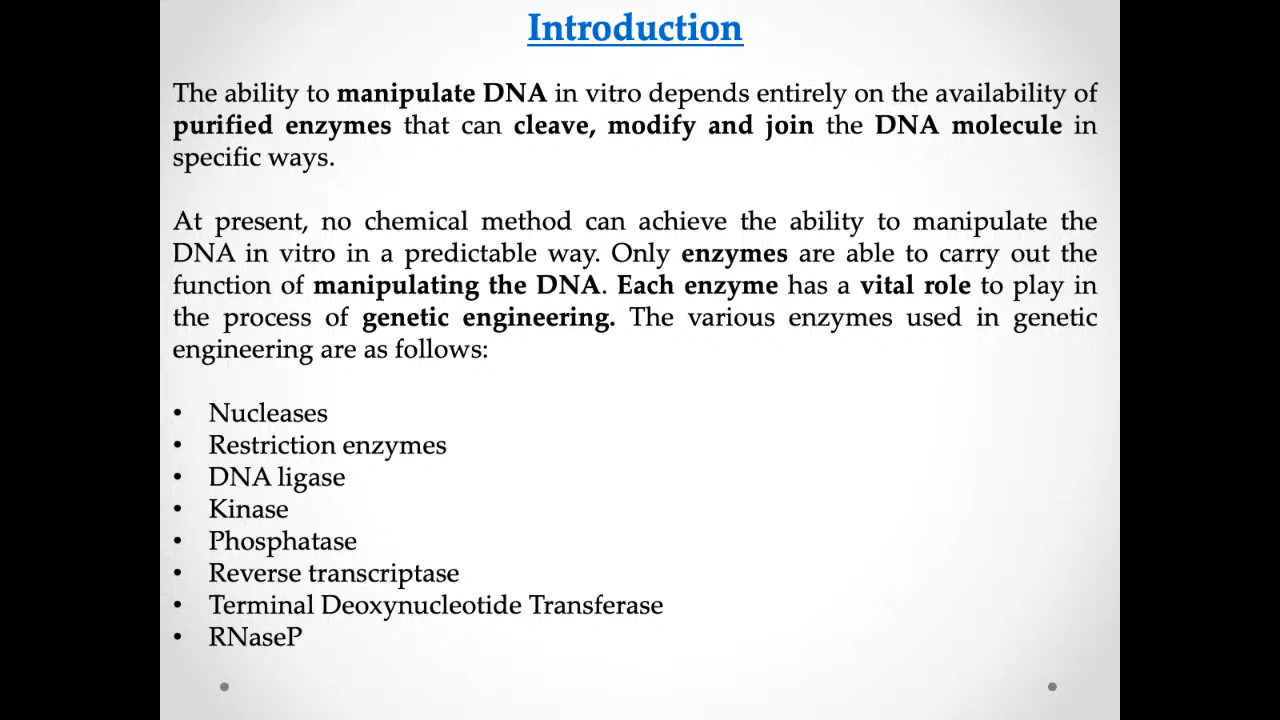 Introduction
The ability to manipulate DNA in vitro depends entirely on the availability of
purified enzymes that can cleave, modify and join the DNA molecule in
specific ways.
At present, no chemical method can achieve the ability to manipulate the
DNA in vitro in a predictable way. Only enzymes are able to carry out the
function of manipulating the DNA. Each enzyme has a vital role to play in
the process of genetic engineering. The various enzymes used in genetic
engineering are as follows:
• Nucleases
• Restriction enzymes
• DNA ligase
• Kinase
• Phosphatase
• Reverse transcriptase
• Terminal Deoxynucleotide Transferase
• RNaseP